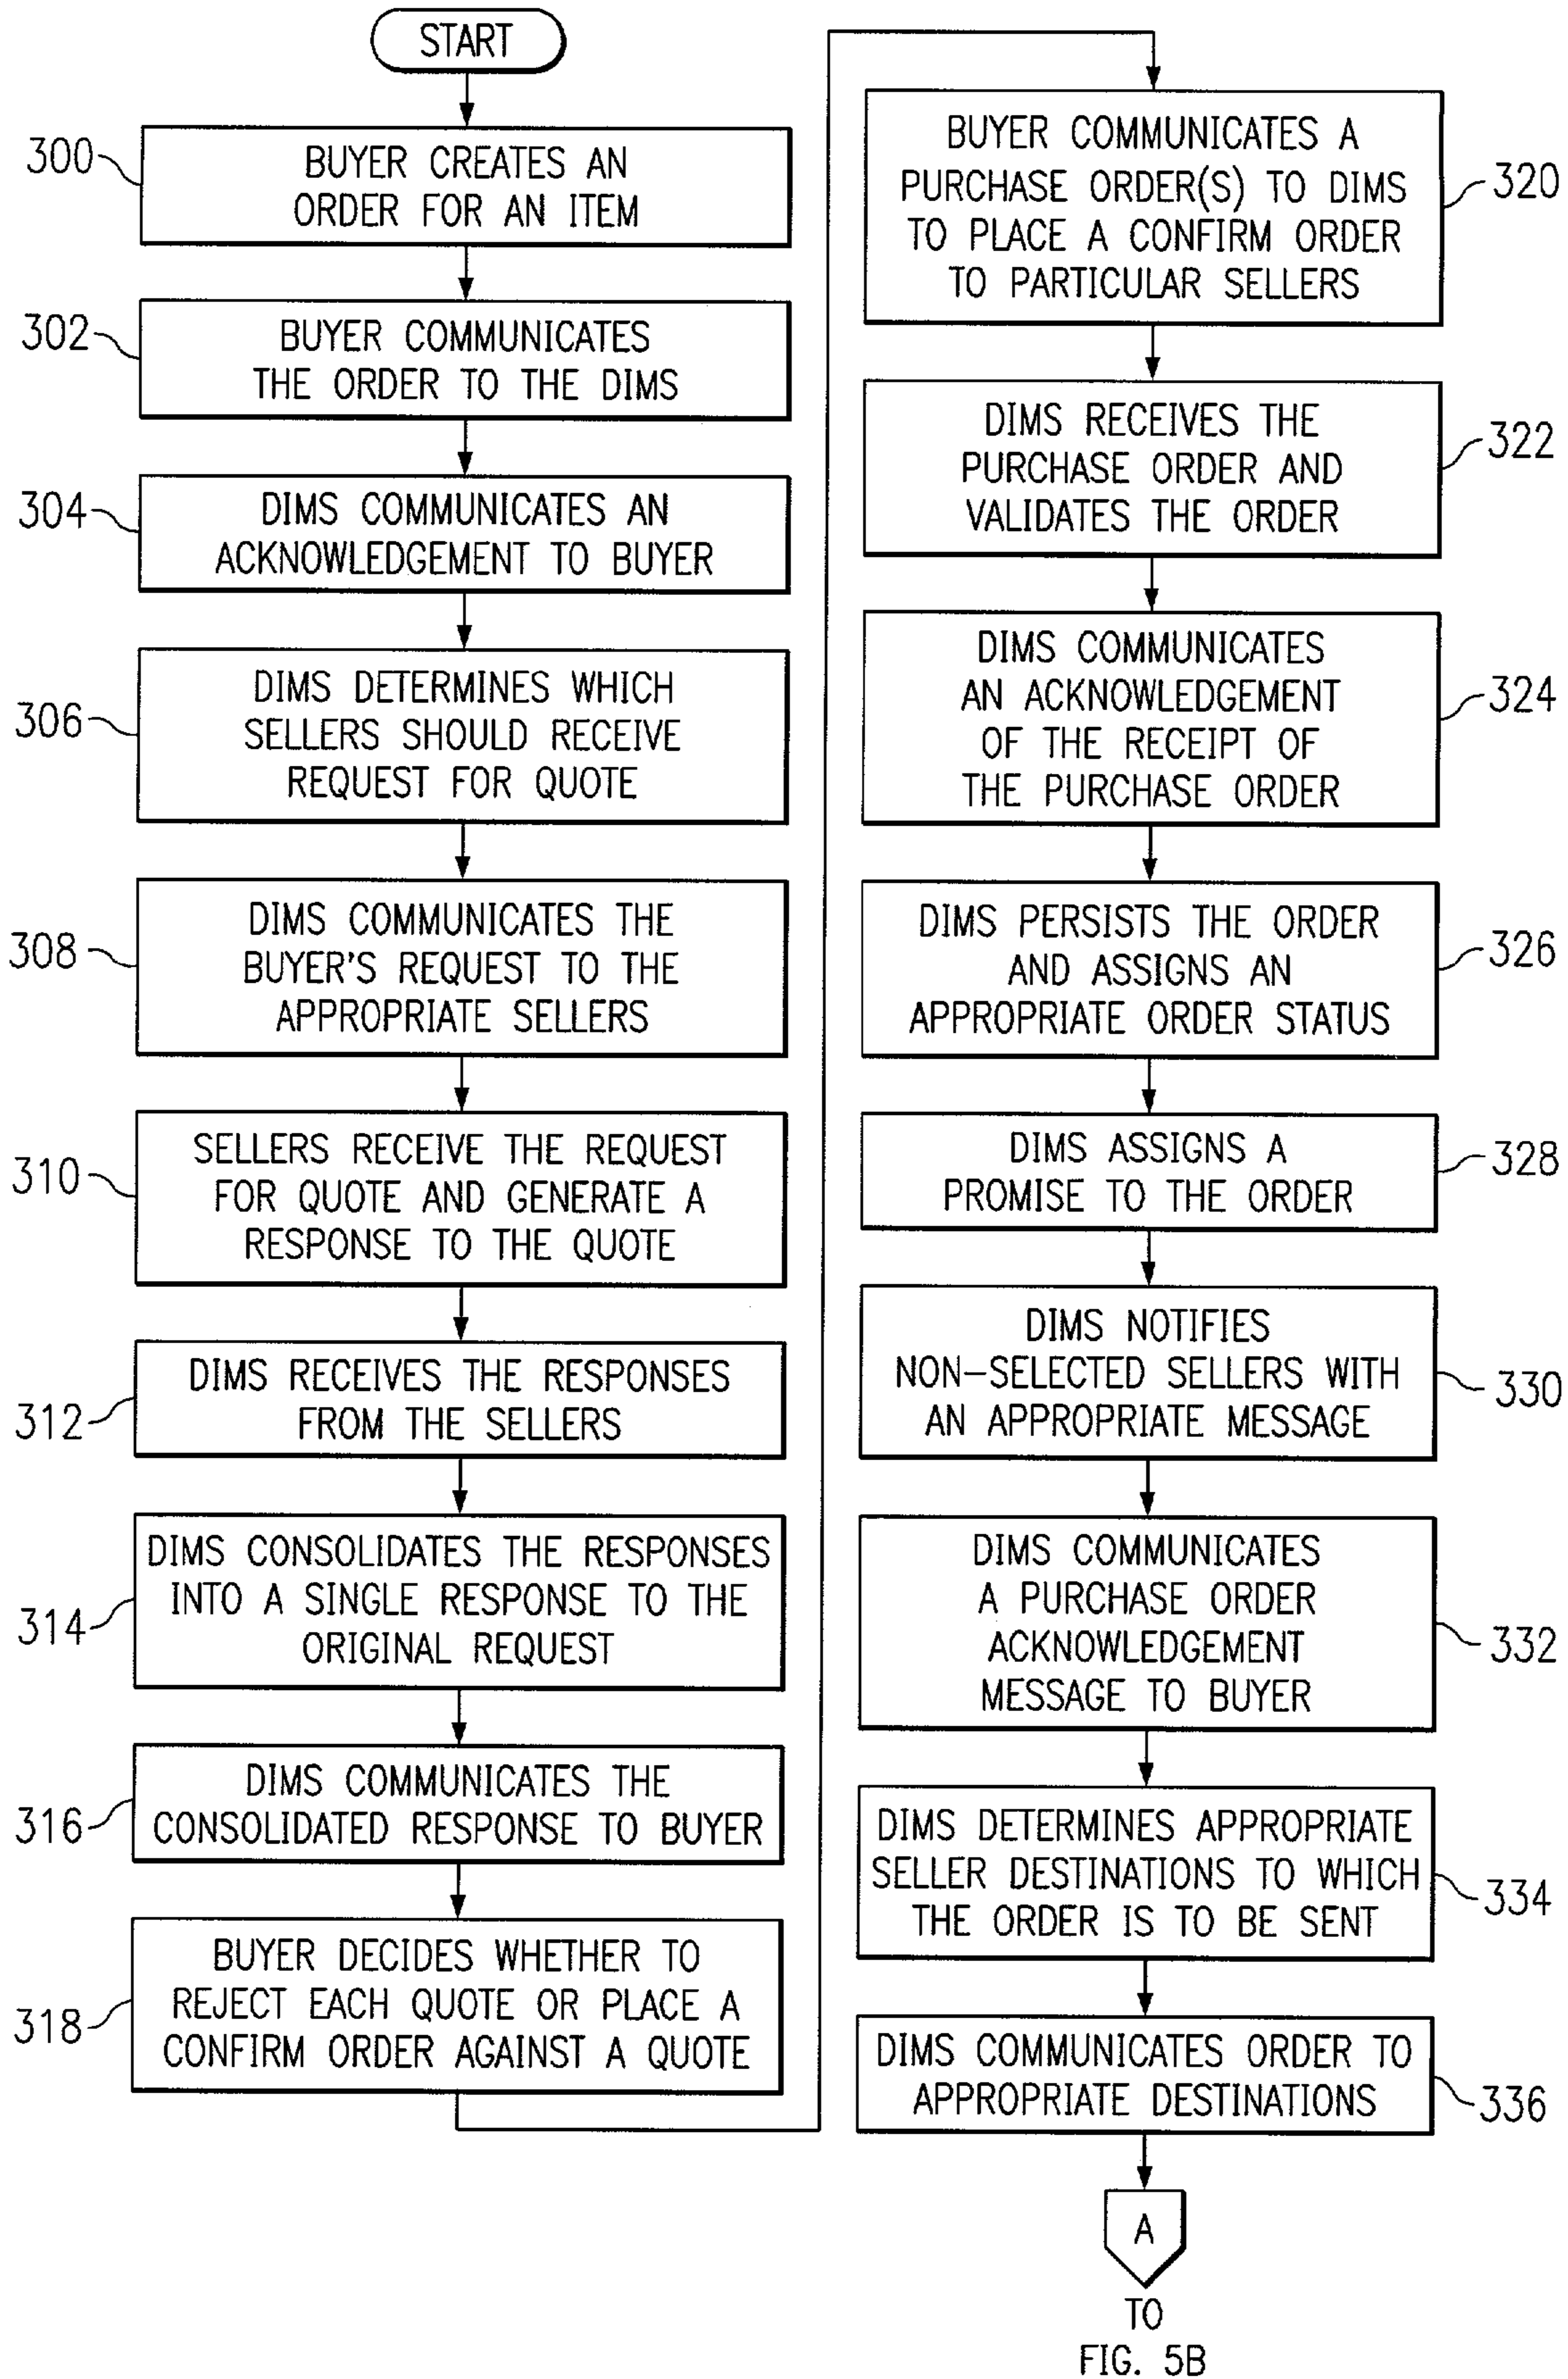 START
300
BUYER CREATES AN
ORDER FOR AN ITEM
302
BUYER COMMUNICATES
THE ORDER TO THE DIMS
304
DIMS COMMUNICATES AN
ACKNOWLEDGEMENT TO BUYER
306
DIMS DETERMINES WHICH
SELLERS SHOULD RECEIVE
REQUEST FOR QUOTE
308
DIMS COMMUNICATES THE
BUYER'S REQUEST TO THE
APPROPRIATE SELLERS
310
SELLERS RECEIVE THE REQUEST
FOR QUOTE AND GENERATE A
RESPONSE TO THE QUOTE
312
DIMS RECEIVES THE RESPONSES
FROM THE SELLERS
314
DIMS CONSOLIDATES THE RESPONSES
INTO A SINGLE RESPONSE TO THE
ORIGINAL REQUEST
316
DIMS COMMUNICATES THE
CONSOLIDATED RESPONSE TO BUYER
318
BUYER DECIDES WHETHER TO
REJECT EACH QUOTE OR PLACE A
CONFIRM ORDER AGAINST A QUOTE
BUYER COMMUNICATES A
PURCHASE ORDER(S) TO DIMS
TO PLACE A CONFIRM ORDER
TO PARTICULAR SELLERS
320
DIMS RECEIVES THE
PURCHASE ORDER AND
VALIDATES THE ORDER
322
DIMS COMMUNICATES
AN ACKNOWLEDGEMENT
OF THE RECEIPT OF
THE PURCHASE ORDER
324
DIMS PERSISTS THE ORDER
AND ASSIGNS AN
APPROPRIATE ORDER STATUS
326
DIMS ASSIGNS A
PROMISE TO THE ORDER
328
DIMS NOTIFIES
NON-SELECTED SELLERS WITH
AN APPROPRIATE MESSAGE
330
DIMS COMMUNICATES
A PURCHASE ORDER
ACKNOWLEDGEMENT
MESSAGE TO BUYER
332
DIMS DETERMINES APPROPRIATE
SELLER DESTINATIONS TO WHICH
THE ORDER IS TO BE SENT
334
DIMS COMMUNICATES ORDER TO
APPROPRIATE DESTINATIONS
336
A
TO
FIG. 5B